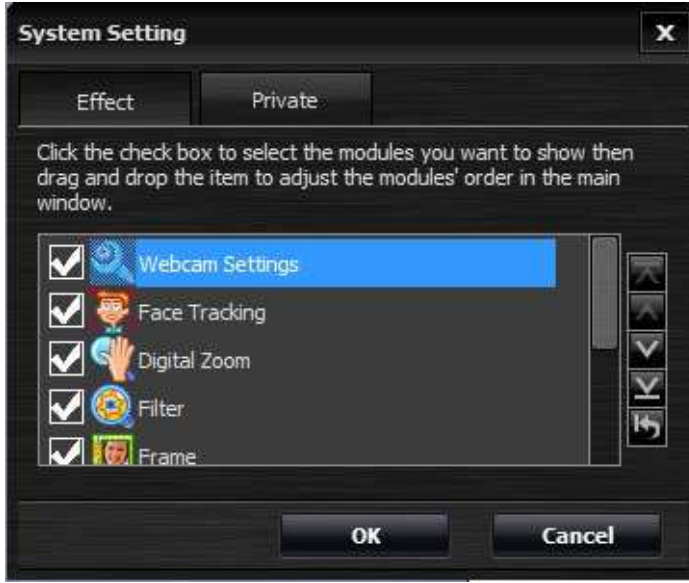 System Setting
Effect
Private
Click the check box to select the modules you want to show then
drag and drop the item to adjust the modules' order in the main
window.
Webcam Settings
Face Tracking
Digital Zoom
Filter
Frame
OK
Cancel